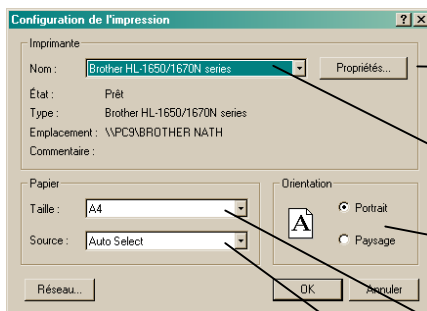 Configuration de l'impression
Imprimante
Nom : Brother HL-1650/1670N series Propriétés...
État : Prêt
Type : Brother HL-1650/1670N series
Emplacement : \\PC9\BROTHER NATH
Commentaire :
Papier
Taille : A4
Source : Auto Select
Orientation
A
Portrait
Paysage
Réseau... OK Annuler